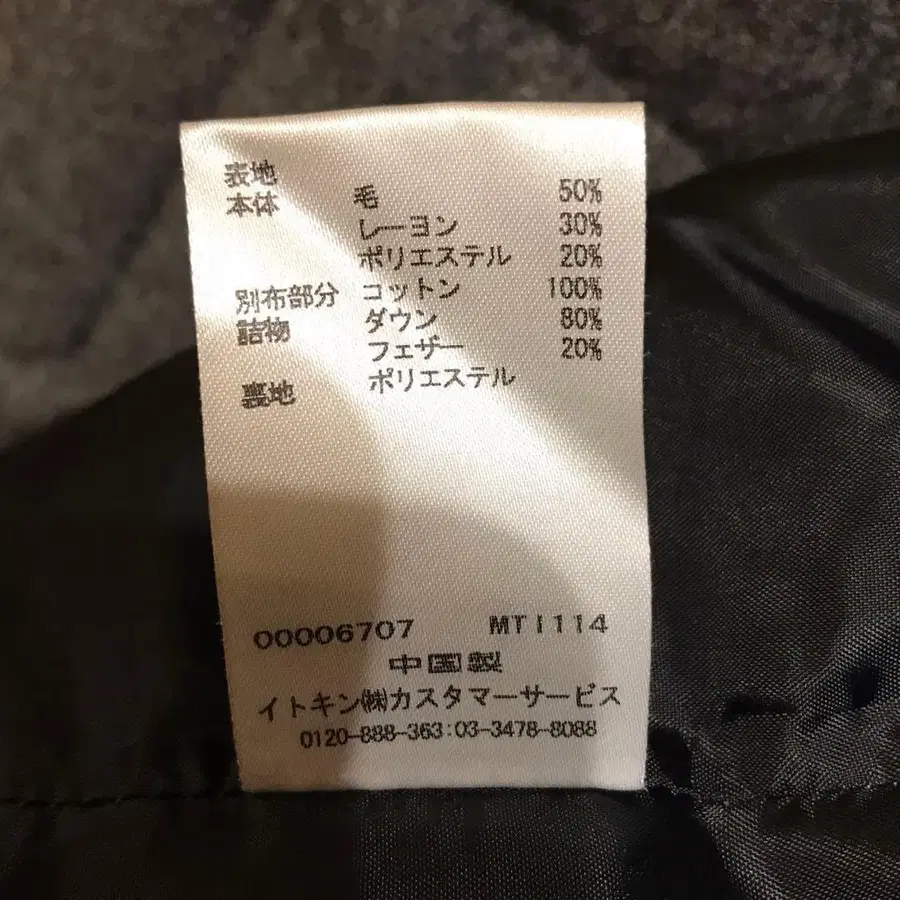 表地
本体 毛 50%
レーヨン 30%
ポリエステル 20%
別布部分 コットン 100%
詰物 ダウン 80%
フェザー 20%
裏地 ポリエステル
00006707 MT1114
中国製
イトキン㈱カスタマーサービス
0120-888-363:03-3478-8088